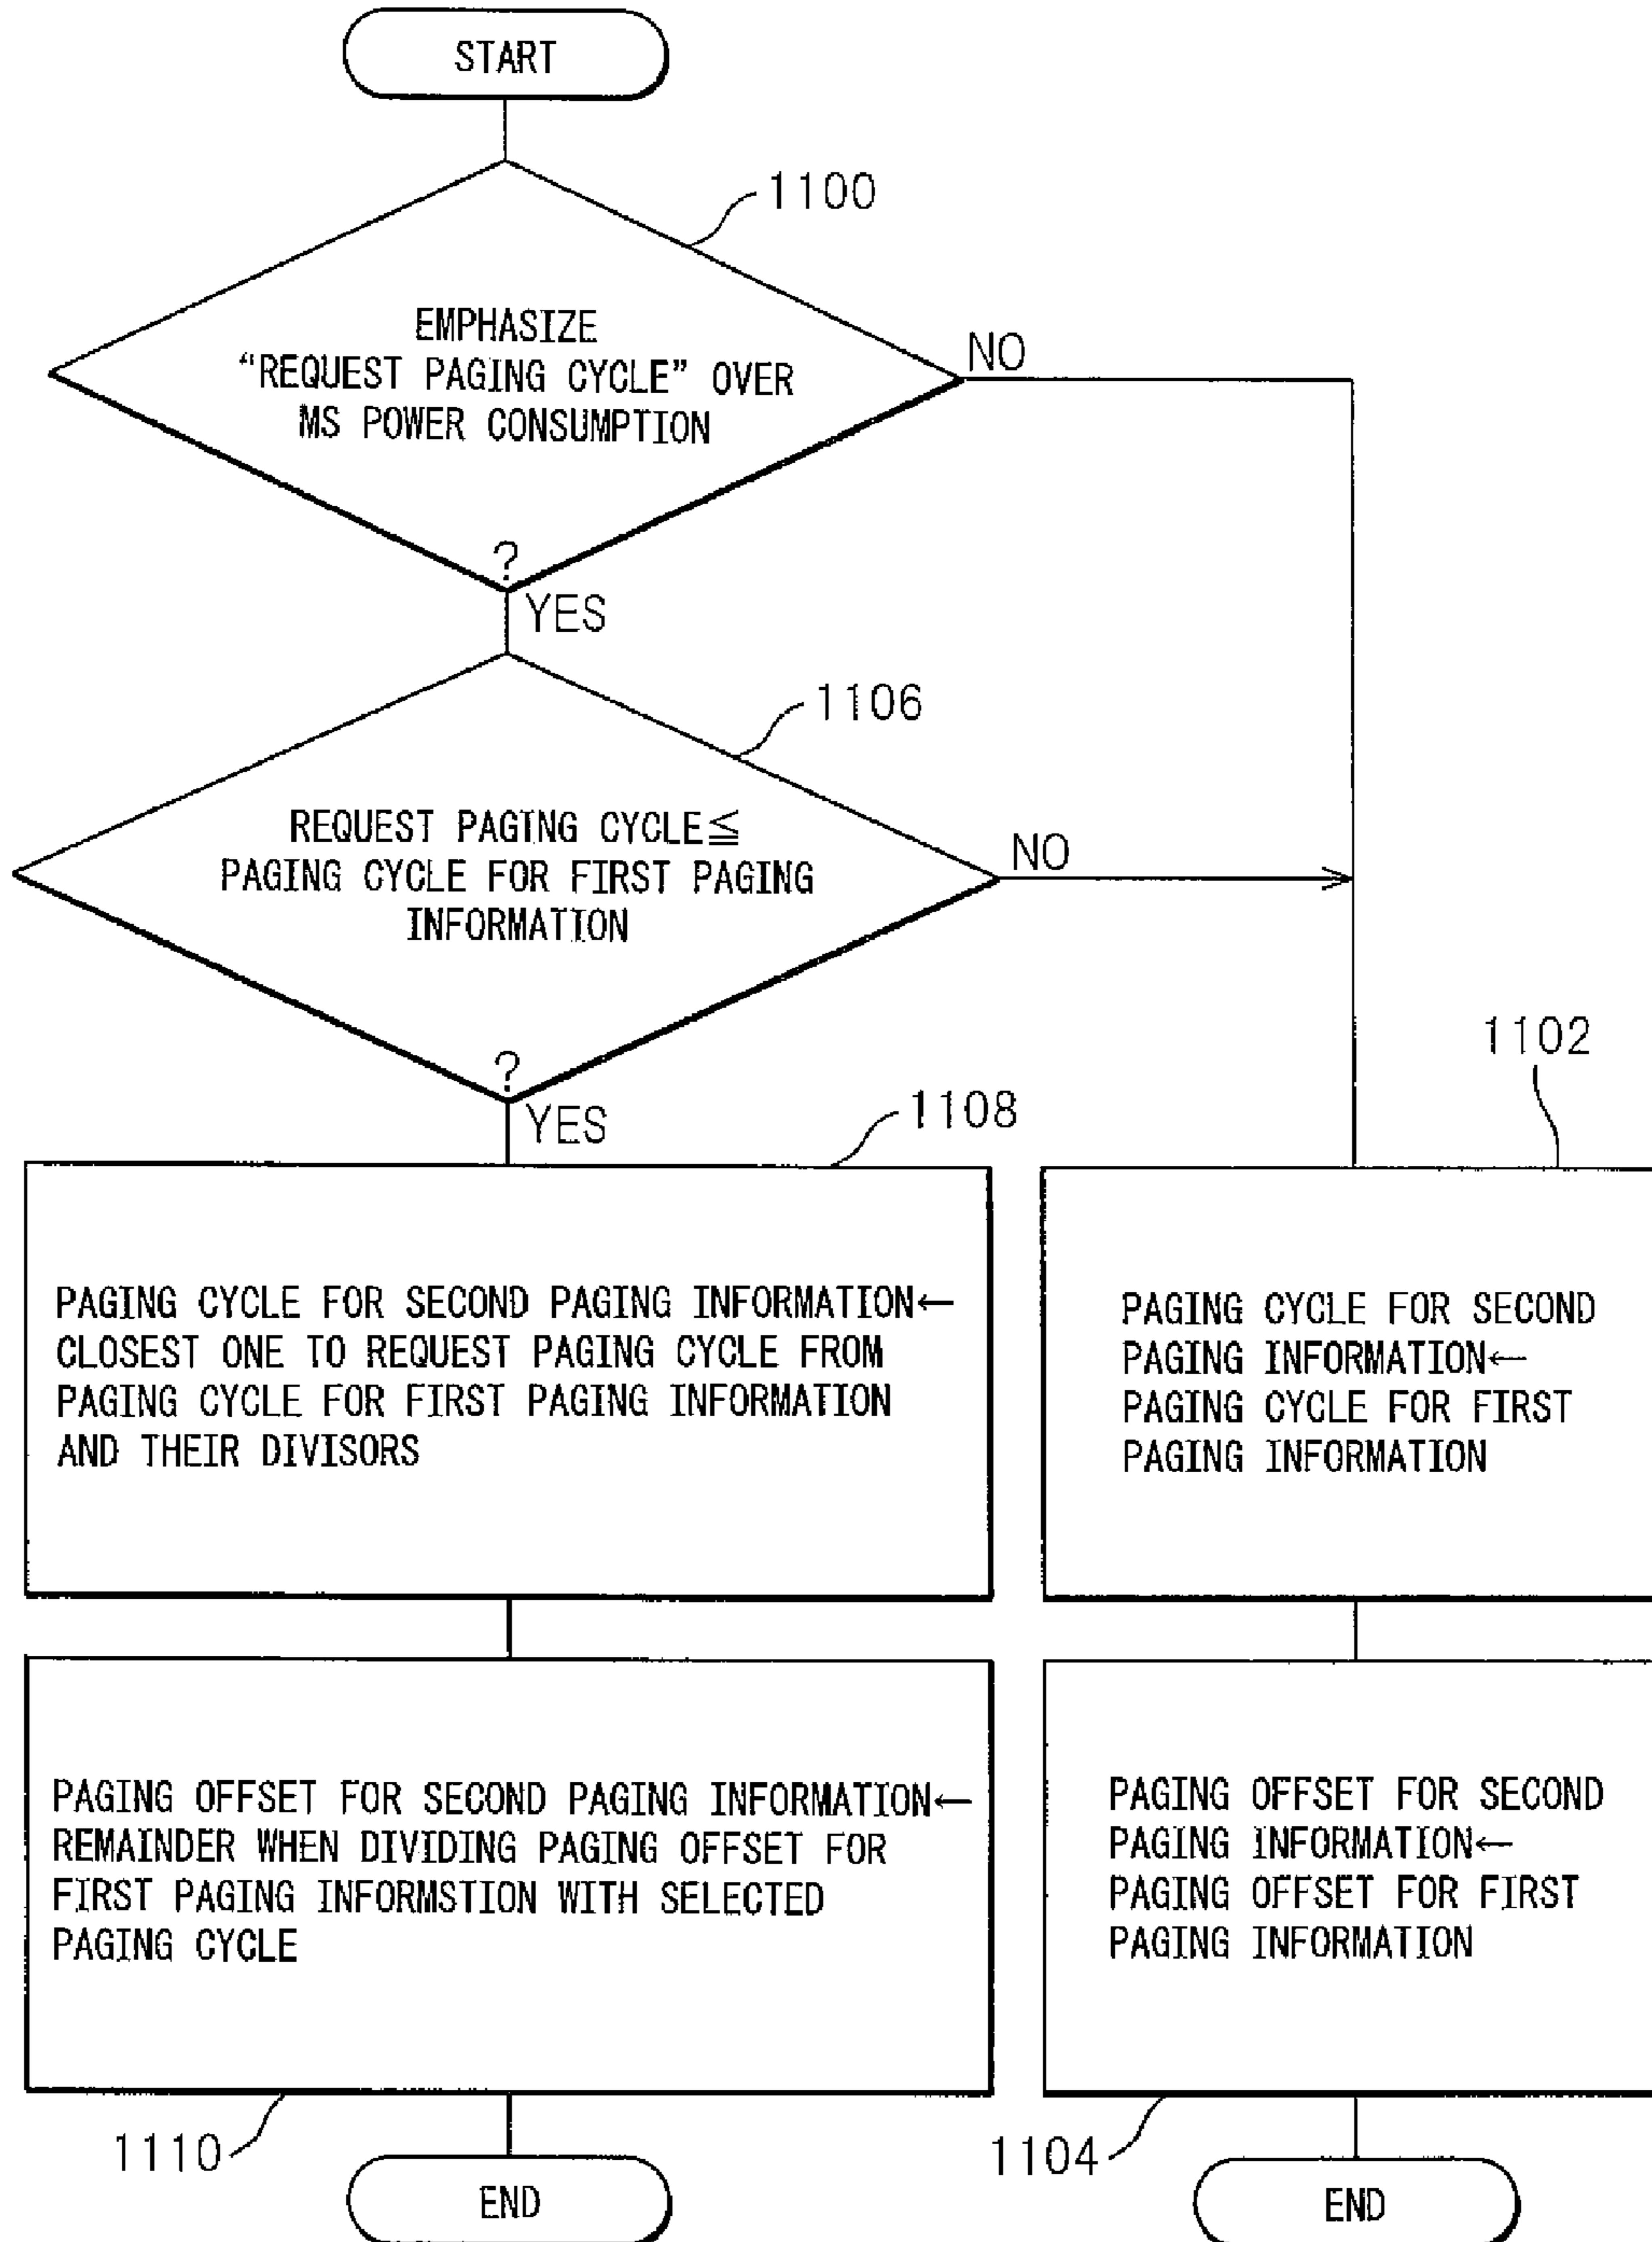 START
1100
EMPHASIZE
“REQUEST PAGING CYCLE” OVER
MS POWER CONSUMPTION
NO
?
YES
1106
REQUEST PAGING CYCLE≦
PAGING CYCLE FOR FIRST PAGING
INFORMATION
NO
?
YES
1108
PAGING CYCLE FOR SECOND PAGING INFORMATION←
CLOSEST ONE TO REQUEST PAGING CYCLE FROM
PAGING CYCLE FOR FIRST PAGING INFORMATION
AND THEIR DIVISORS
1102
PAGING CYCLE FOR SECOND
PAGING INFORMATION←
PAGING CYCLE FOR FIRST
PAGING INFORMATION
PAGING OFFSET FOR SECOND PAGING INFORMATION←
REMAINDER WHEN DIVIDING PAGING OFFSET FOR
FIRST PAGING INFORMSTION WITH SELECTED
PAGING CYCLE
1110
PAGING OFFSET FOR SECOND
PAGING INFORMATION←
PAGING OFFSET FOR FIRST
PAGING INFORMATION
1104
END
END